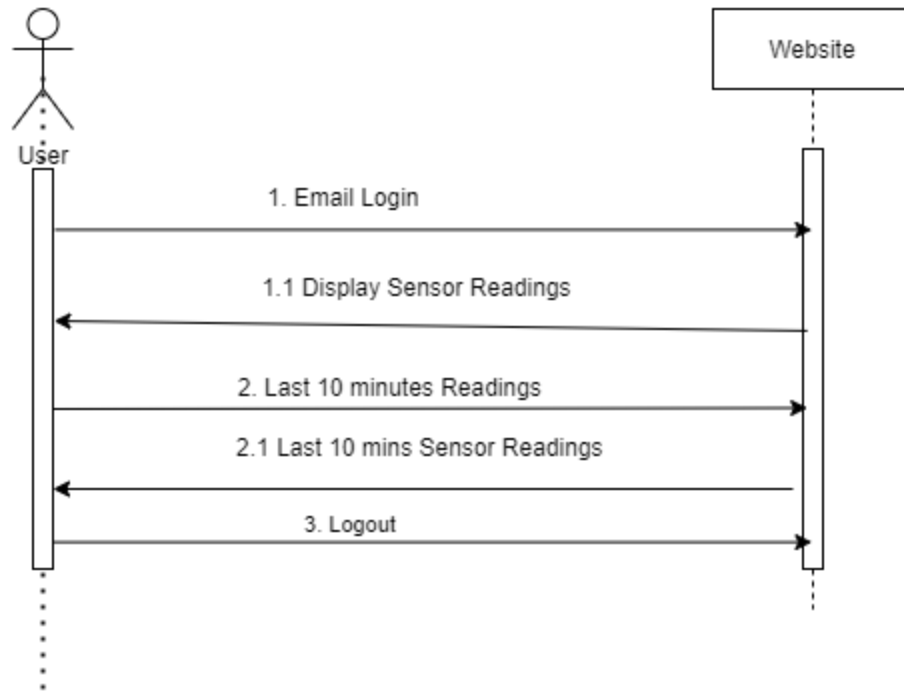 Website
User
1. Email Login
1.1 Display Sensor Readings
2. Last 10 minutes Readings
2.1 Last 10 mins Sensor Readings
3. Logout